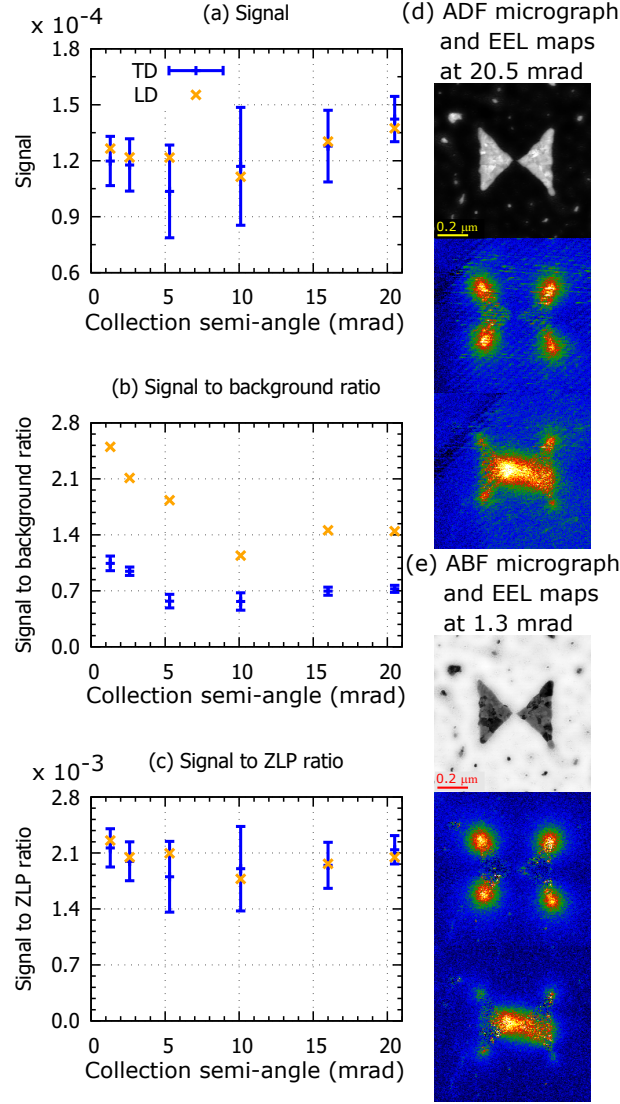 (a) Signal
x 10⁻⁴
1.8
1.5
1.2
0.9
0.6
Signal
TD
LD
0 5 10 15 20
Collection semi-angle (mrad)
(b) Signal to background ratio
2.8
2.1
1.4
0.7
0.0
Signal to background ratio
0 5 10 15 20
Collection semi-angle (mrad)
x 10⁻³
(c) Signal to ZLP ratio
2.8
2.1
1.4
0.7
0.0
Signal to ZLP ratio
0 5 10 15 20
Collection semi-angle (mrad)
(d) ADF micrograph
and EEL maps
at 20.5 mrad
0.2 µm
(e) ABF micrograph
and EEL maps
at 1.3 mrad
0.2 µm